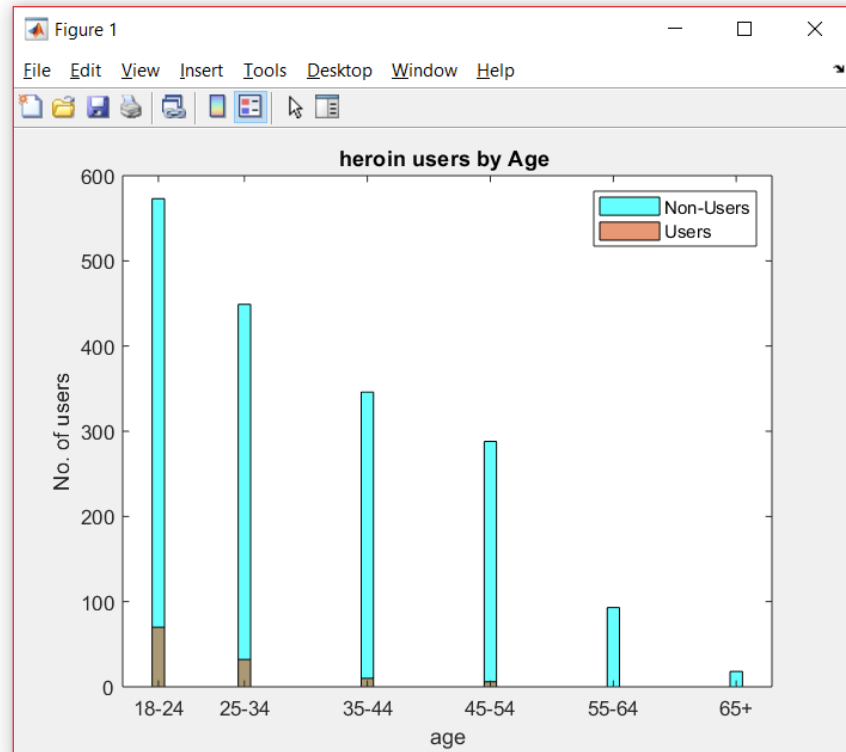 Figure 1
File Edit View Insert Tools Desktop Window Help
heroin users by Age
600
500
400
300
200
100
0
No. of users
Non-Users
Users
18-24 25-34 35-44 45-54 55-64 65+
age